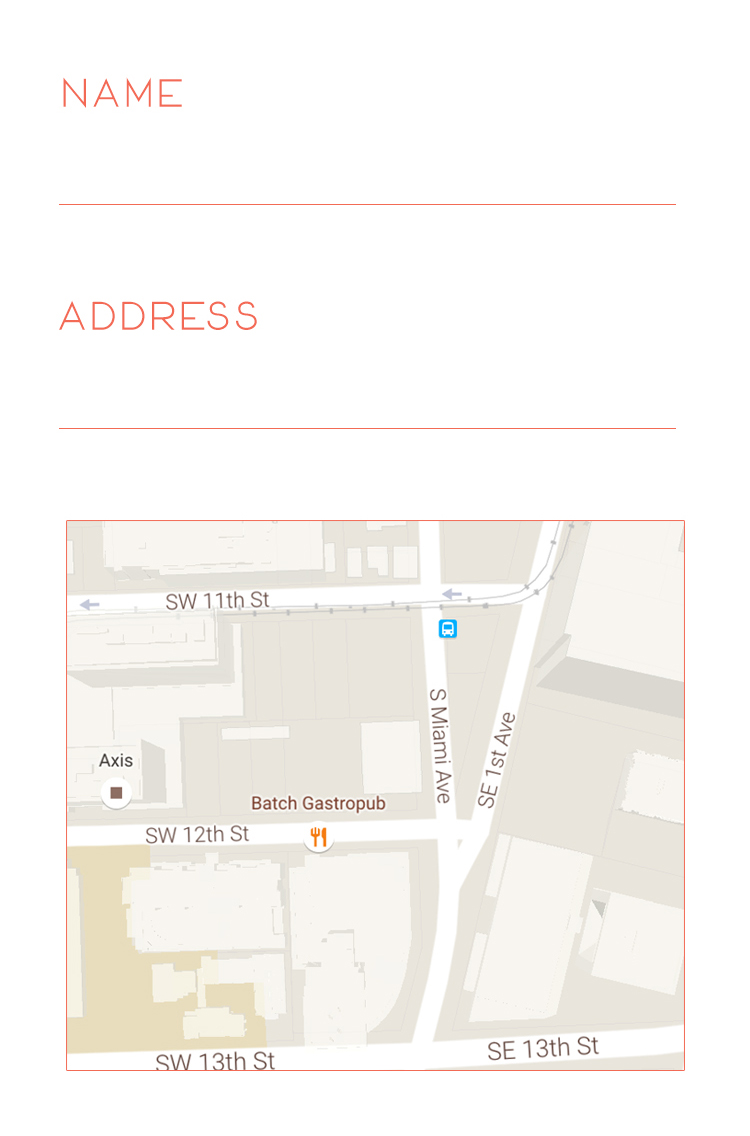 NAME
ADDRESS
SW 11th St
S Miami Ave
SE 1st Ave
Axis
Batch Gastropub
SW 12th St
SW 13th St
SE 13th St